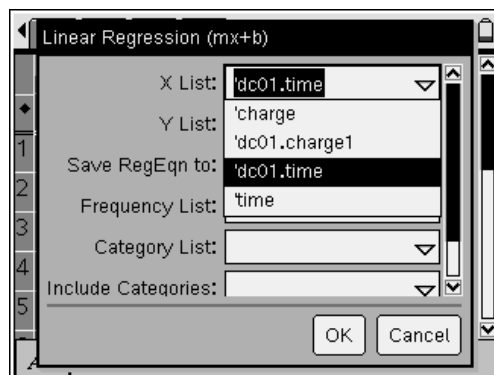 Linear Regression (mx+b)
X List: 'dc01.time
'charge
Y List:
'dc01.charge1
1
Save RegEqn to: 'dc01.time
2
Frequency List: 'time
3
Category List:
4
Include Categories:
5
OK Cancel
A